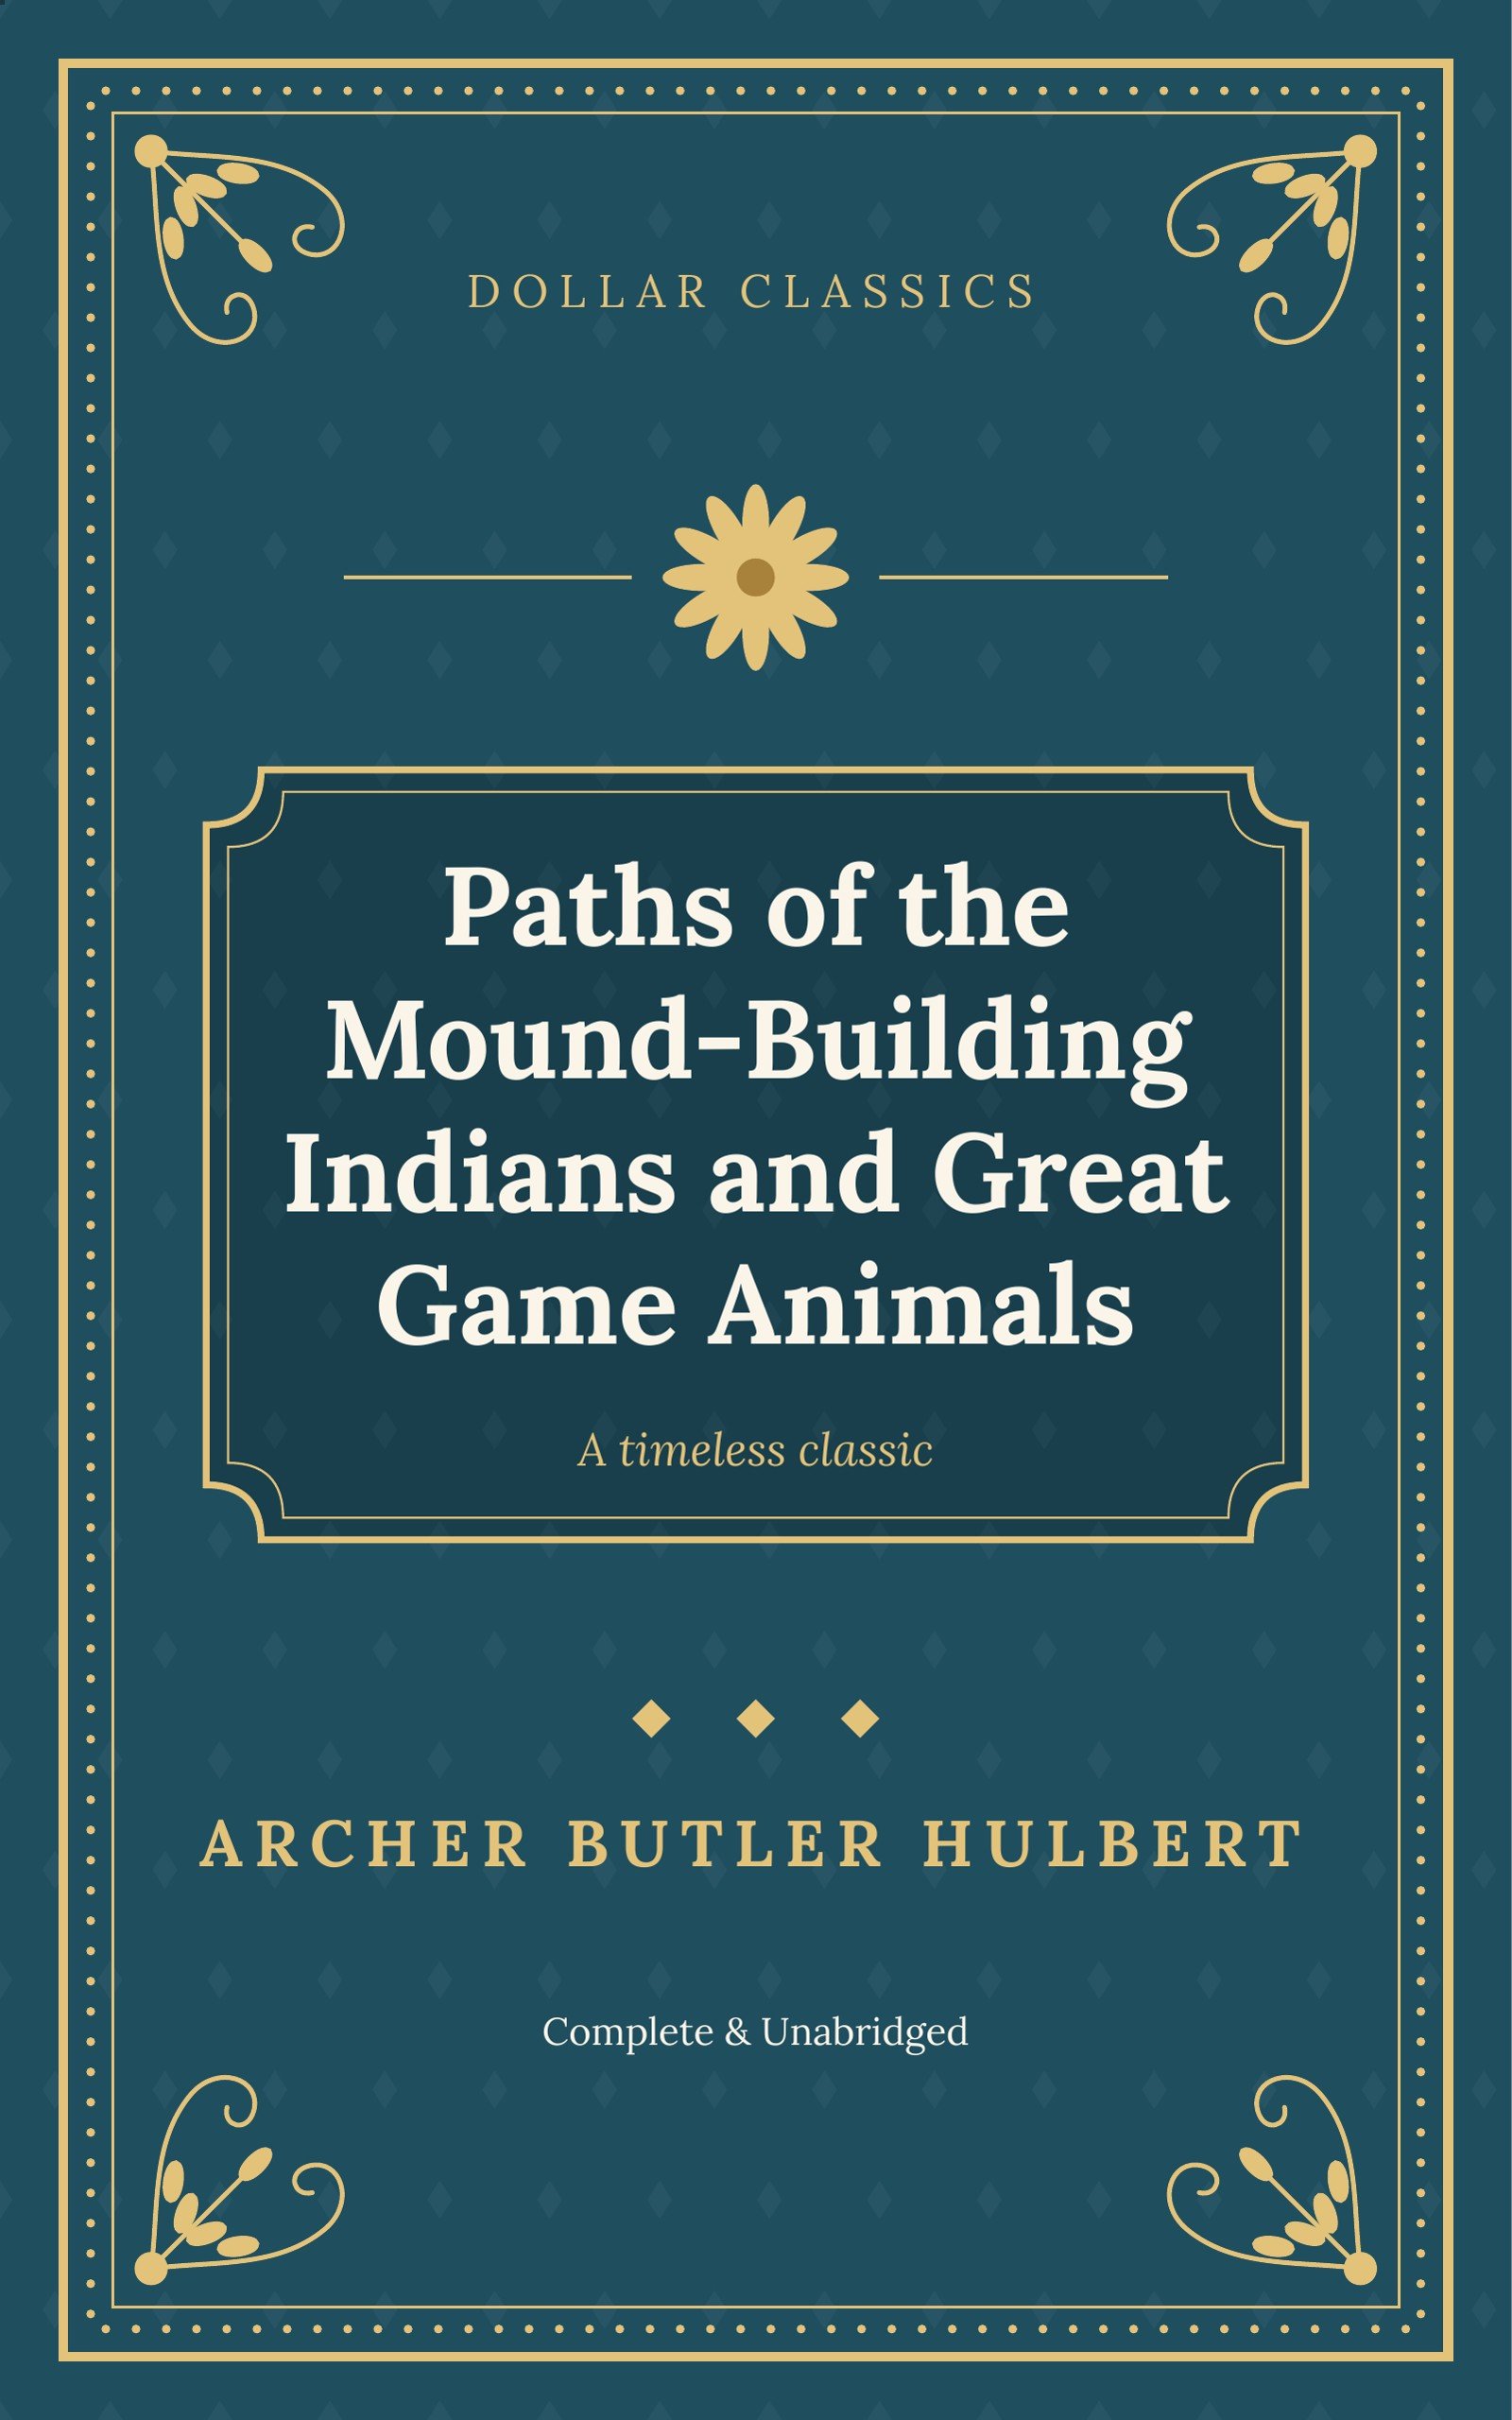 DOLLAR CLASSICS
Paths of the
Mound-Building
Indians and Great
Game Animals
A timeless classic
ARCHER BUTLER HULBERT
Complete & Unabridged